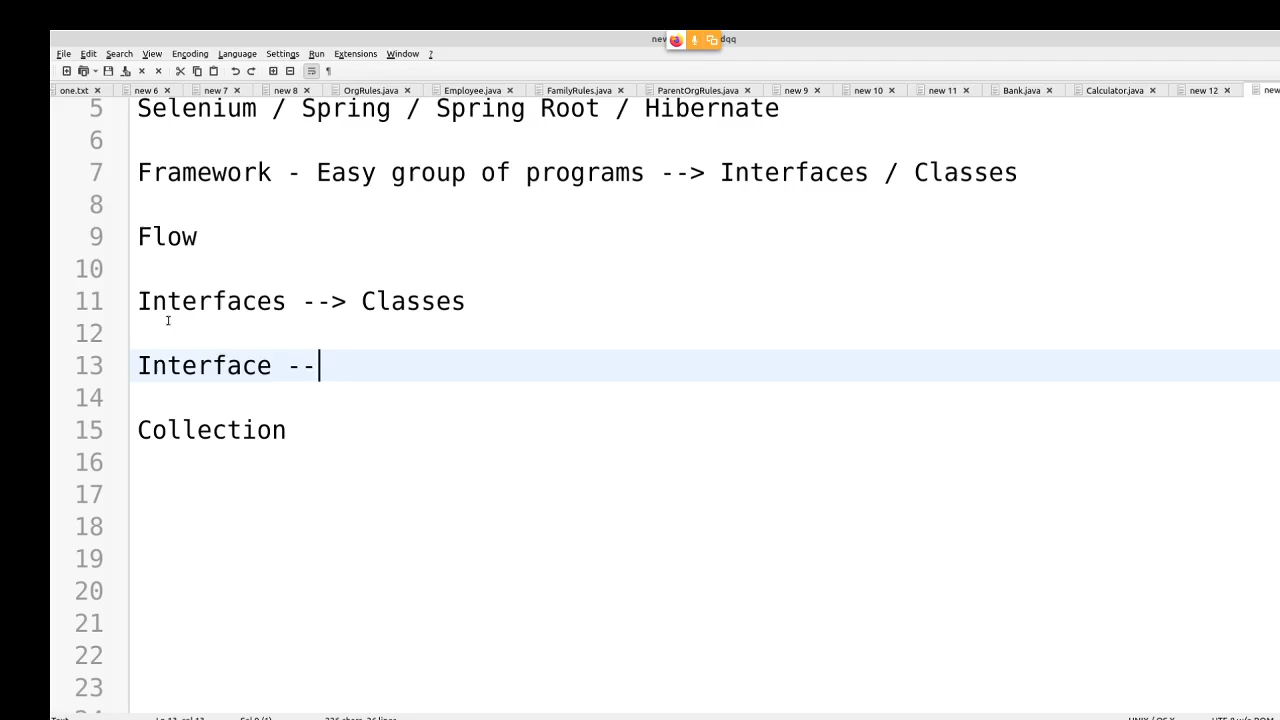 new dqq
File Edit Search View Encoding Language Settings Run Extensions Window ?
one.txt new 6 new 7 new 8 OrgRules.java Employee.java FamilyRules.java ParentOrgRules.java new 9 new 10 new 11 Bank.java Calculator.java new 12 new
5 Selenium / Spring / Spring Root / Hibernate
6
7 Framework - Easy group of programs --> Interfaces / Classes
8
9 Flow
10
11 Interfaces --> Classes
12
13 Interface --
14
15 Collection
16
17
18
19
20
21
22
23